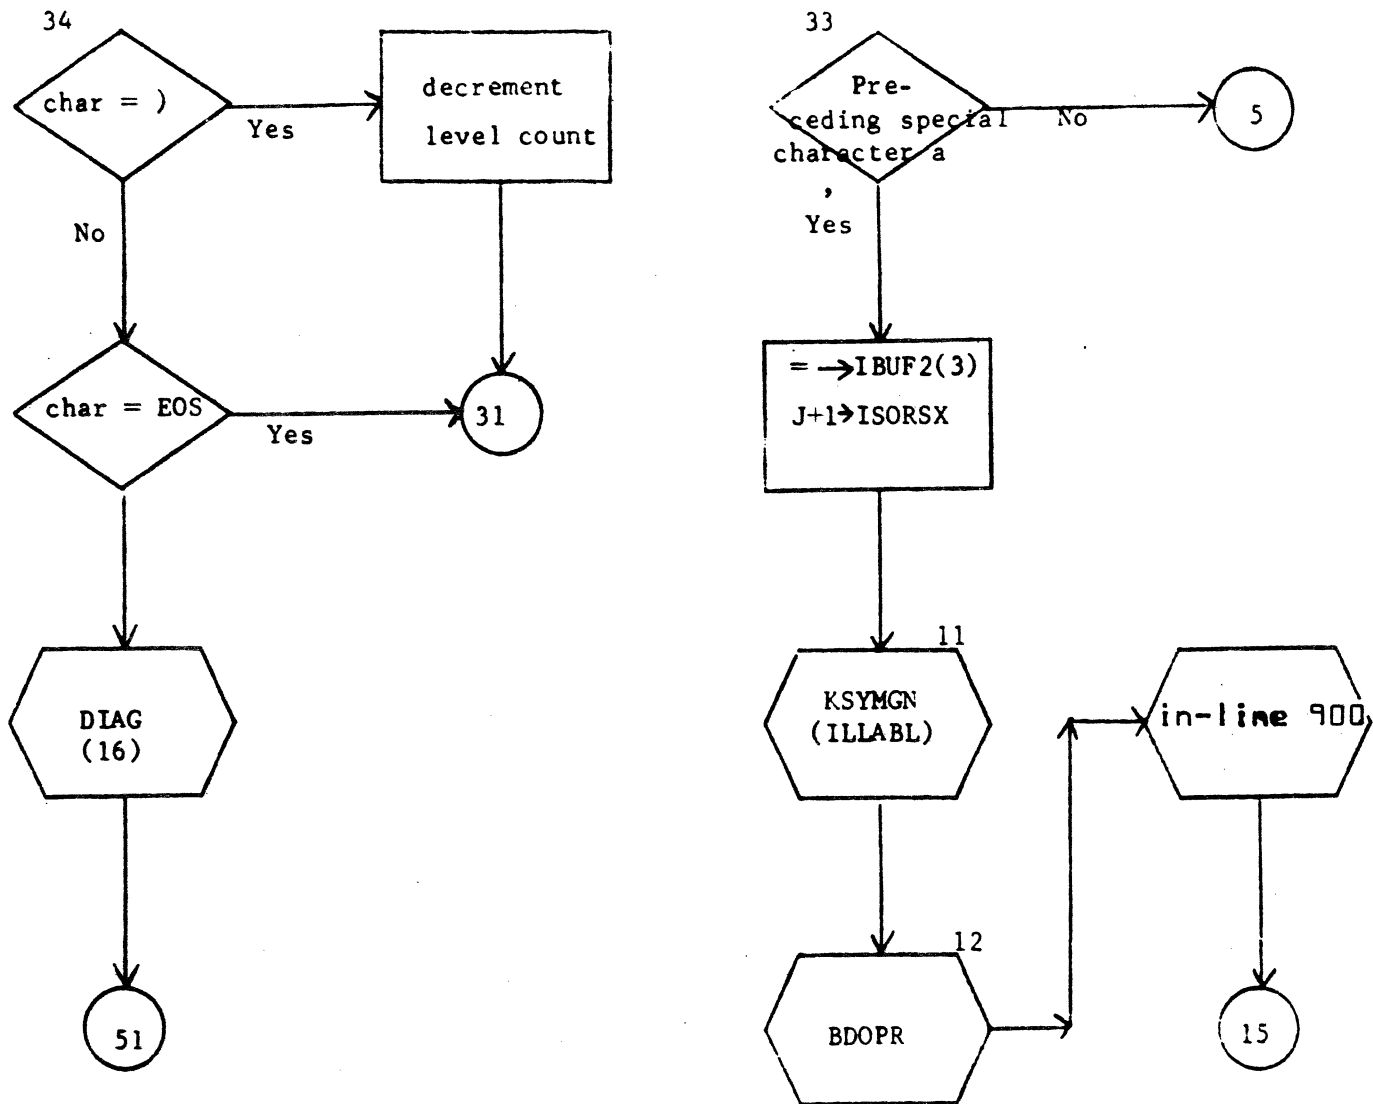 34
char = )
Yes
decrement
level count
No
char = EOS
Yes
31
DIAG
(16)
51
33
Pre-
ceding special
character a
,
No
5
Yes
= →IBUF2(3)
J+1→ISORSX
11
KSYMGN
(ILLABL)
in-line 900
12
BDOPR
15